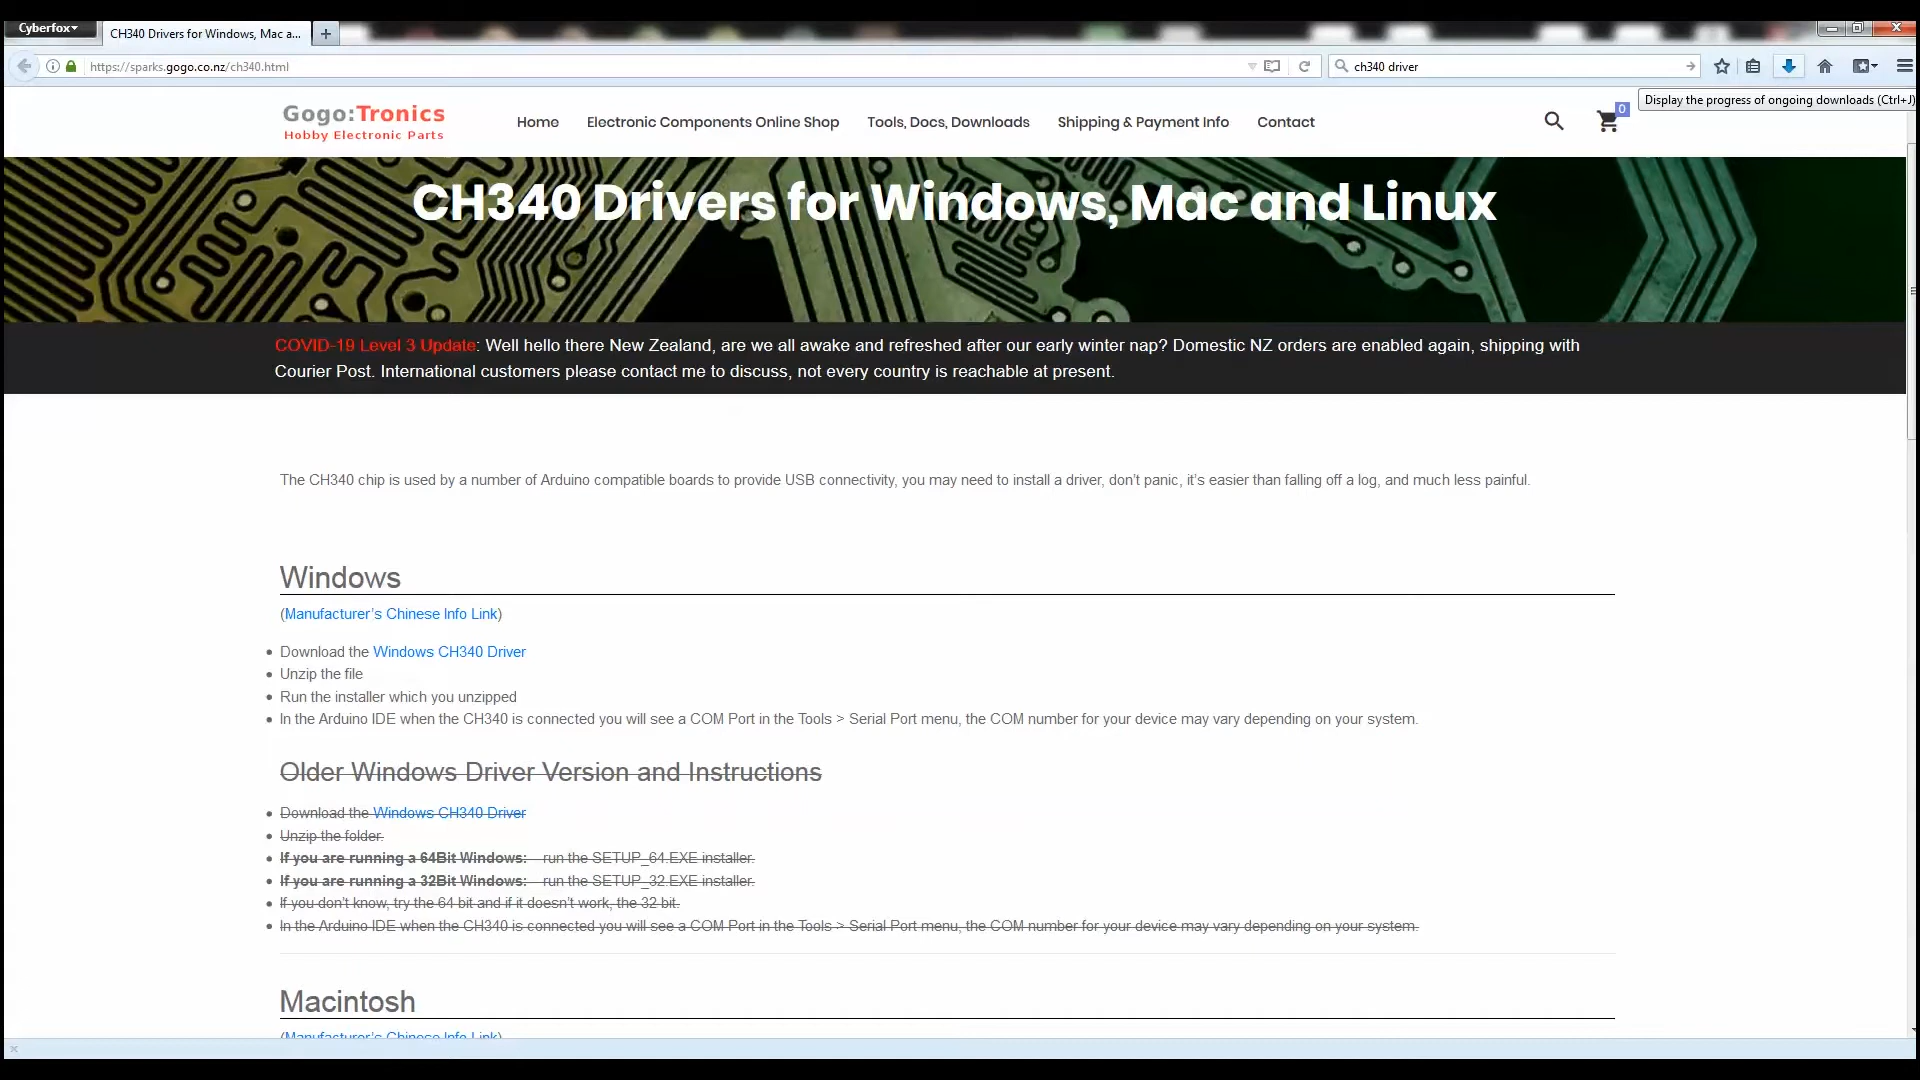 Cyberfox
CH340 Drivers for Windows, Mac a...
https://sparks.gogo.co.nz/ch340.html
ch340 driver
Display the progress of ongoing downloads (Ctrl+J)
Gogo:Tronics
Hobby Electronic Parts
Home
Electronic Components Online Shop
Tools, Docs, Downloads
Shipping & Payment Info
Contact
0
CH340 Drivers for Windows, Mac and Linux
COVID-19 Level 3 Update: Well hello there New Zealand, are we all awake and refreshed after our early winter nap? Domestic NZ orders are enabled again, shipping with
Courier Post. International customers please contact me to discuss, not every country is reachable at present.
The CH340 chip is used by a number of Arduino compatible boards to provide USB connectivity, you may need to install a driver, don’t panic, it’s easier than falling off a log, and much less painful.
Windows
(Manufacturer’s Chinese Info Link)
Download the Windows CH340 Driver
Unzip the file
Run the installer which you unzipped
In the Arduino IDE when the CH340 is connected you will see a COM Port in the Tools > Serial Port menu, the COM number for your device may vary depending on your system.
Older Windows Driver Version and Instructions
Download the Windows CH340 Driver
Unzip the folder.
If you are running a 64Bit Windows: run the SETUP_64.EXE installer.
If you are running a 32Bit Windows: run the SETUP_32.EXE installer.
If you don’t know, try the 64 bit and if it doesn’t work, the 32 bit.
In the Arduino IDE when the CH340 is connected you will see a COM Port in the Tools > Serial Port menu, the COM number for your device may vary depending on your system.
Macintosh
(Manufacturer’s Chinese Info Link)